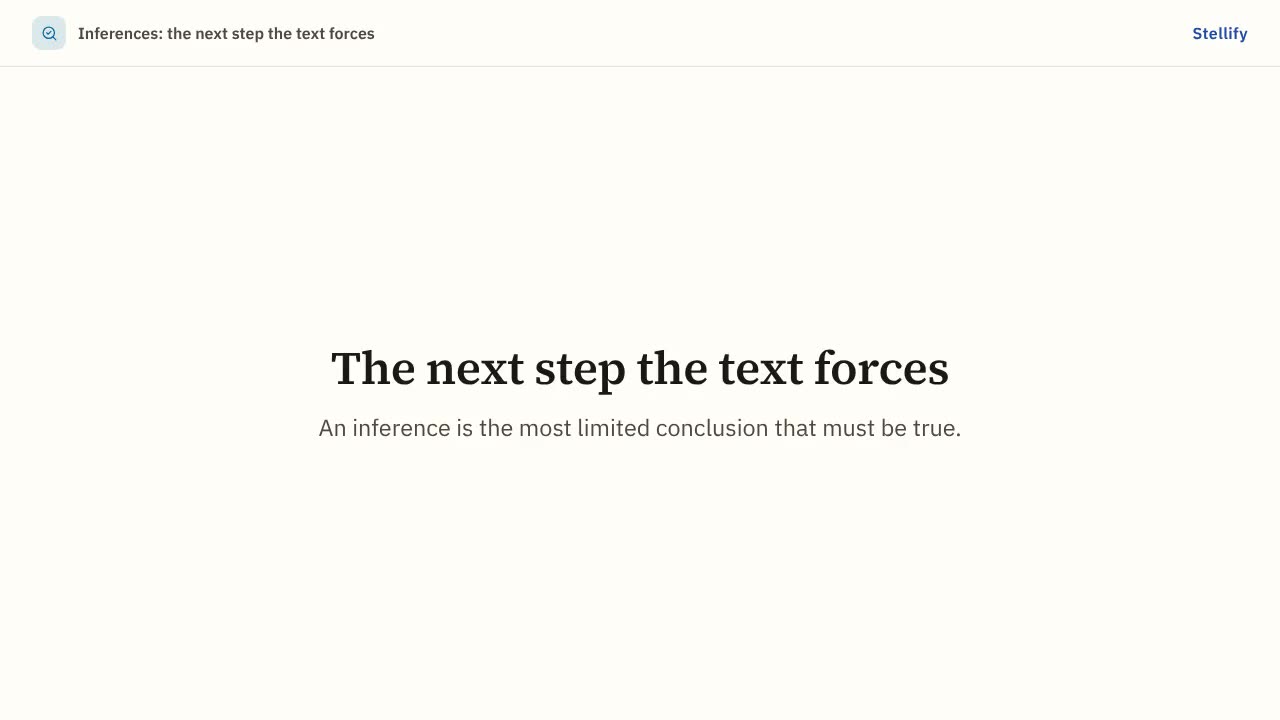 Inferences: the next step the text forces
Stellify
The next step the text forces
An inference is the most limited conclusion that must be true.